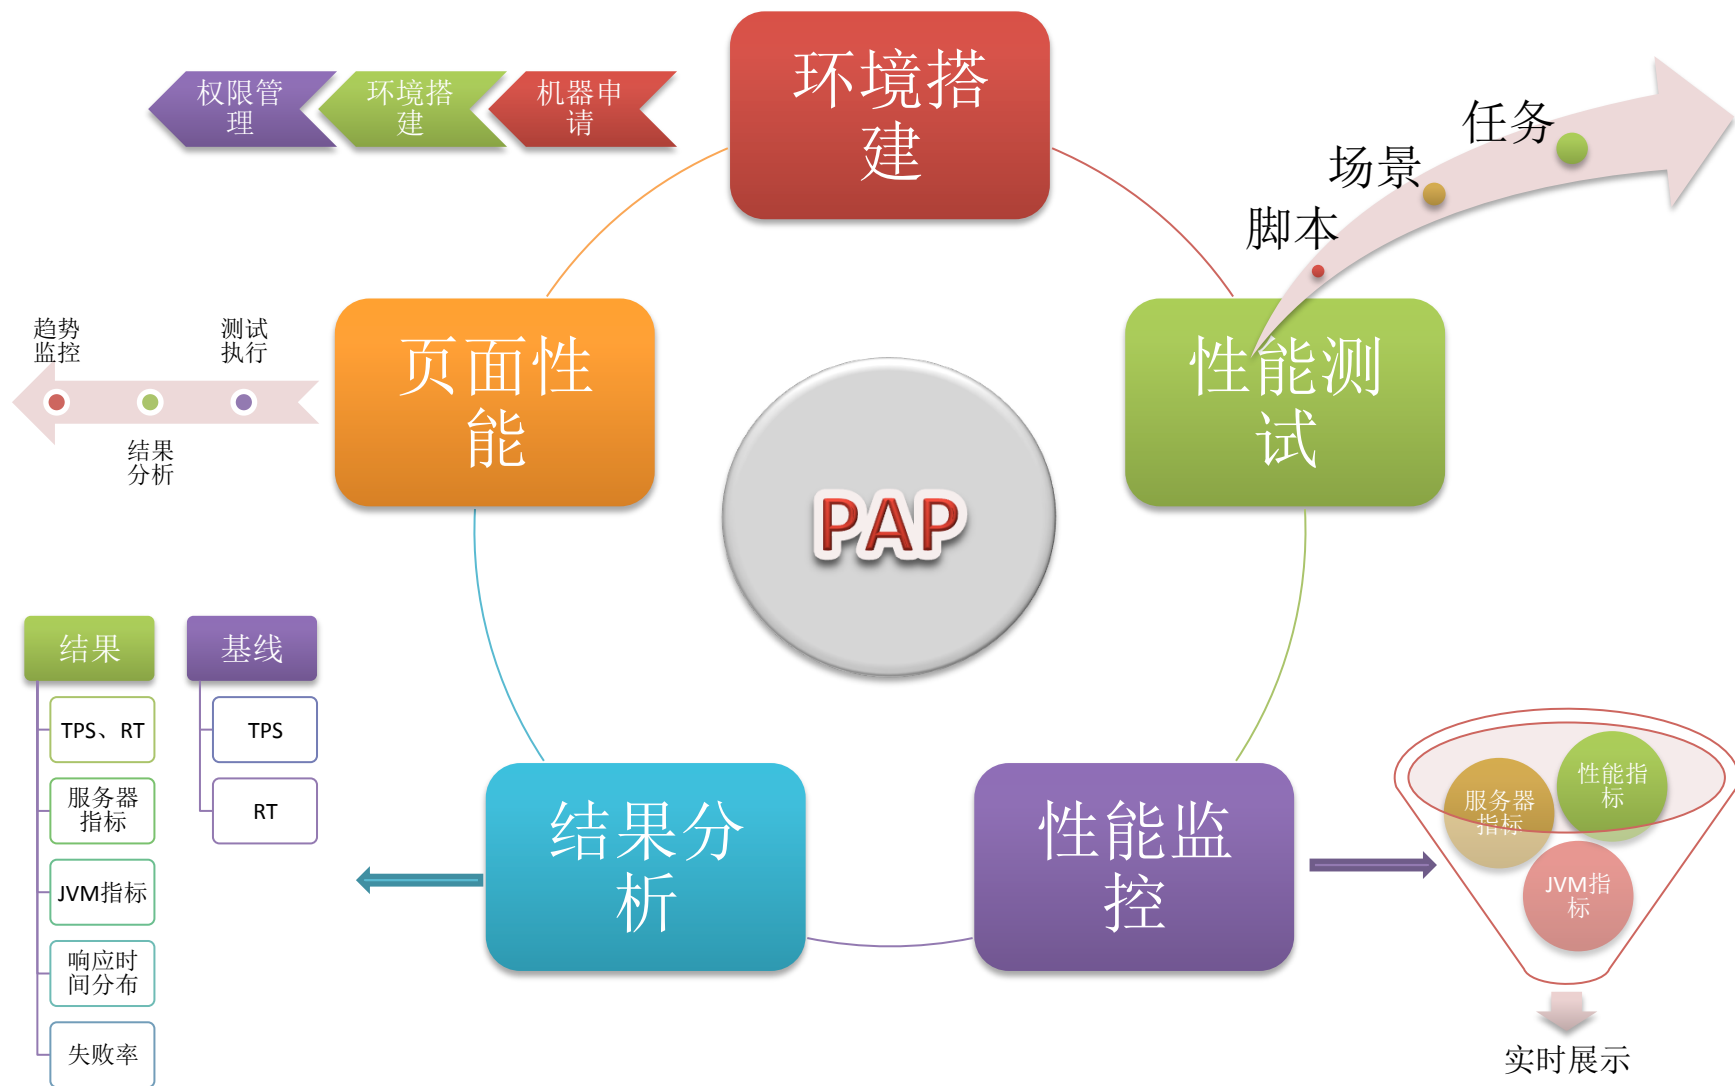 环境搭
建
权限管
理
环境搭
建
机器申
请
任务
场景
脚本
性能测
试
页面性
能
趋势
监控
测试
执行
结果
分析
PAP
结果
TPS、RT
服务器
指标
JVM指标
响应时
间分布
失败率
基线
TPS
RT
结果分
析
性能监
控
服务器
指标
性能指
标
JVM指
标
实时展示